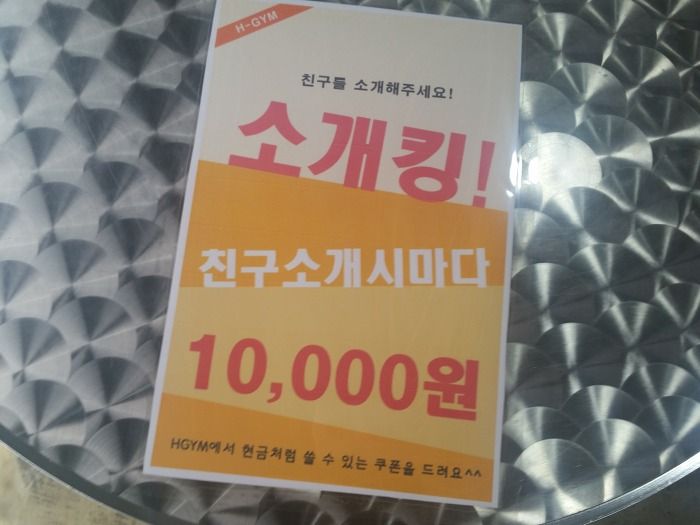 H-GYM
친구들 소개해주세요!
소개킹!
친구소개시마다
10,000원
HGYM에서 현금처럼 쓸 수 있는 쿠폰을 드려요^^